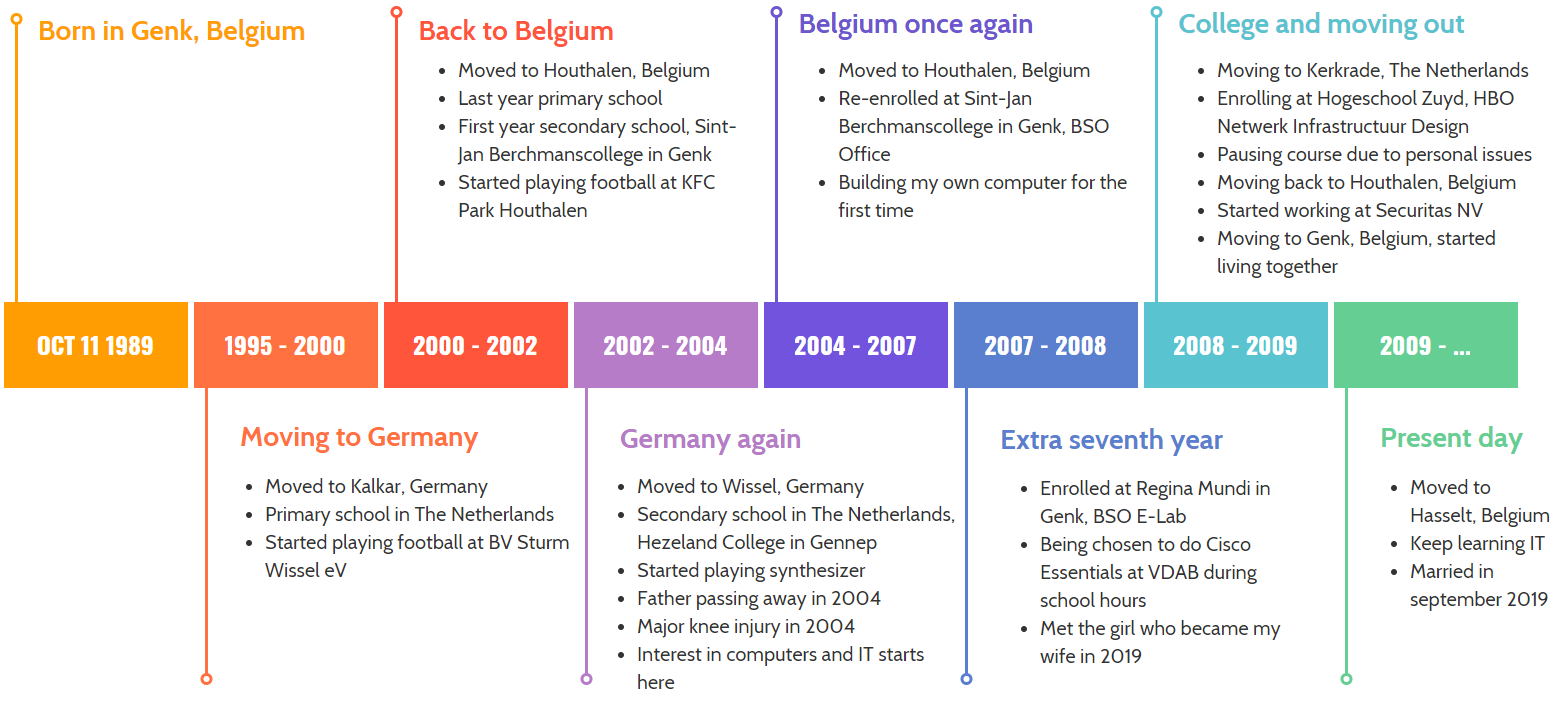 Born in Genk, Belgium
Back to Belgium
• Moved to Houthalen, Belgium
• Last year primary school
• First year secondary school, Sint-
Jan Berchmanscollege in Genk
• Started playing football at KFC
Park Houthalen
Belgium once again
• Moved to Houthalen, Belgium
• Re-enrolled at Sint-Jan
Berchmanscollege in Genk, BSO
Office
• Building my own computer for the
first time
College and moving out
• Moving to Kerkrade, The Netherlands
• Enrolling at Hogeschool Zuyd, HBO
Netwerk Infrastructuur Design
• Pausing course due to personal issues
• Moving back to Houthalen, Belgium
• Started working at Securitas NV
• Moving to Genk, Belgium, started
living together
OCT 11 1989
1995 - 2000
2000 - 2002
2002 - 2004
2004 - 2007
2007 - 2008
2008 - 2009
2009 - ...
Moving to Germany
• Moved to Kalkar, Germany
• Primary school in The Netherlands
• Started playing football at BV Sturm
Wissel eV
Germany again
• Moved to Wissel, Germany
• Secondary school in The Netherlands,
Hezeland College in Gennep
• Started playing synthesizer
• Father passing away in 2004
• Major knee injury in 2004
• Interest in computers and IT starts
here
Extra seventh year
• Enrolled at Regina Mundi in
Genk, BSO E-Lab
• Being chosen to do Cisco
Essentials at VDAB during
school hours
• Met the girl who became my
wife in 2019
Present day
• Moved to
Hasselt, Belgium
• Keep learning IT
• Married in
september 2019